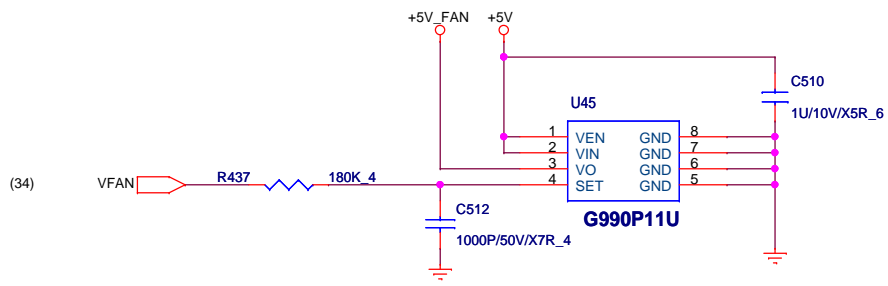 +5V_FAN +5V
C510
1U/10V/X5R_6
U45
1 VEN GND 8
2 VIN GND 7
3 VO GND 6
4 SET GND 5
G990P11U
(34) VFAN R437 180K_4
C512
1000P/50V/X7R_4